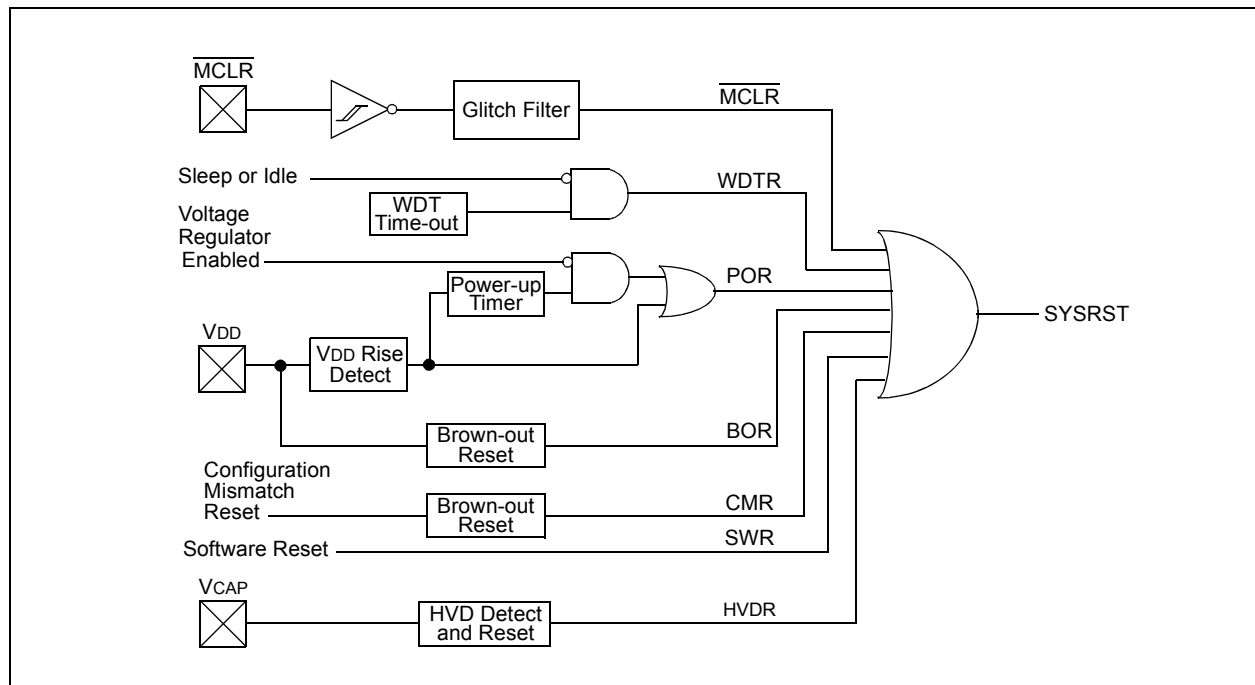 MCLR
Glitch Filter
MCLR
Sleep or Idle
WDT
Time-out
WDTR
Voltage
Regulator
Enabled
Power-up
Timer
POR
SYSRST
VDD
VDD Rise
Detect
Brown-out
Reset
BOR
Configuration
Mismatch
Reset
Brown-out
Reset
CMR
Software Reset
SWR
VCAP
HVD Detect
and Reset
HVDR